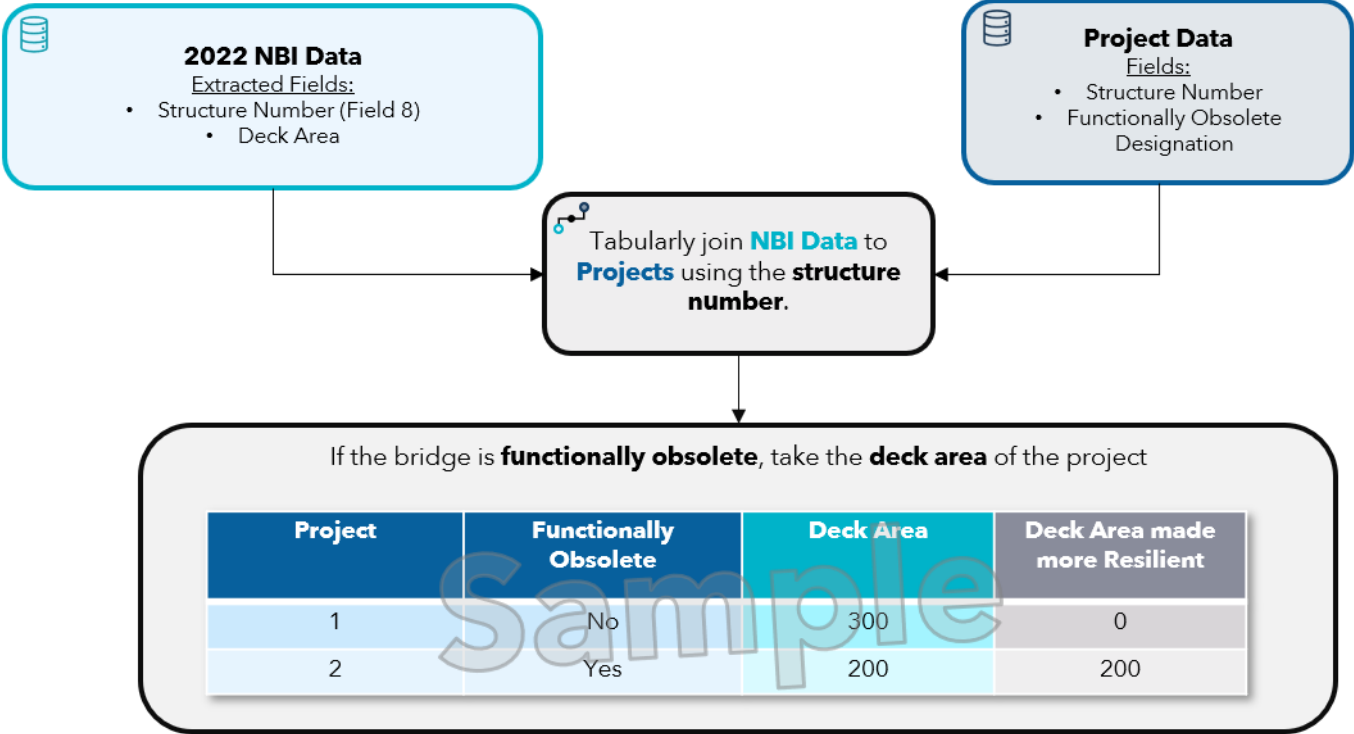 2022 NBI Data
Extracted Fields:
• Structure Number (Field 8)
• Deck Area
Project Data
Fields:
• Structure Number
• Functionally Obsolete
Designation
Tabularly join NBI Data to
Projects using the structure
number.
If the bridge is functionally obsolete, take the deck area of the project
Project Functionally Obsolete Deck Area Deck Area made more Resilient
1 No 300 0
2 Yes 200 200
Sample